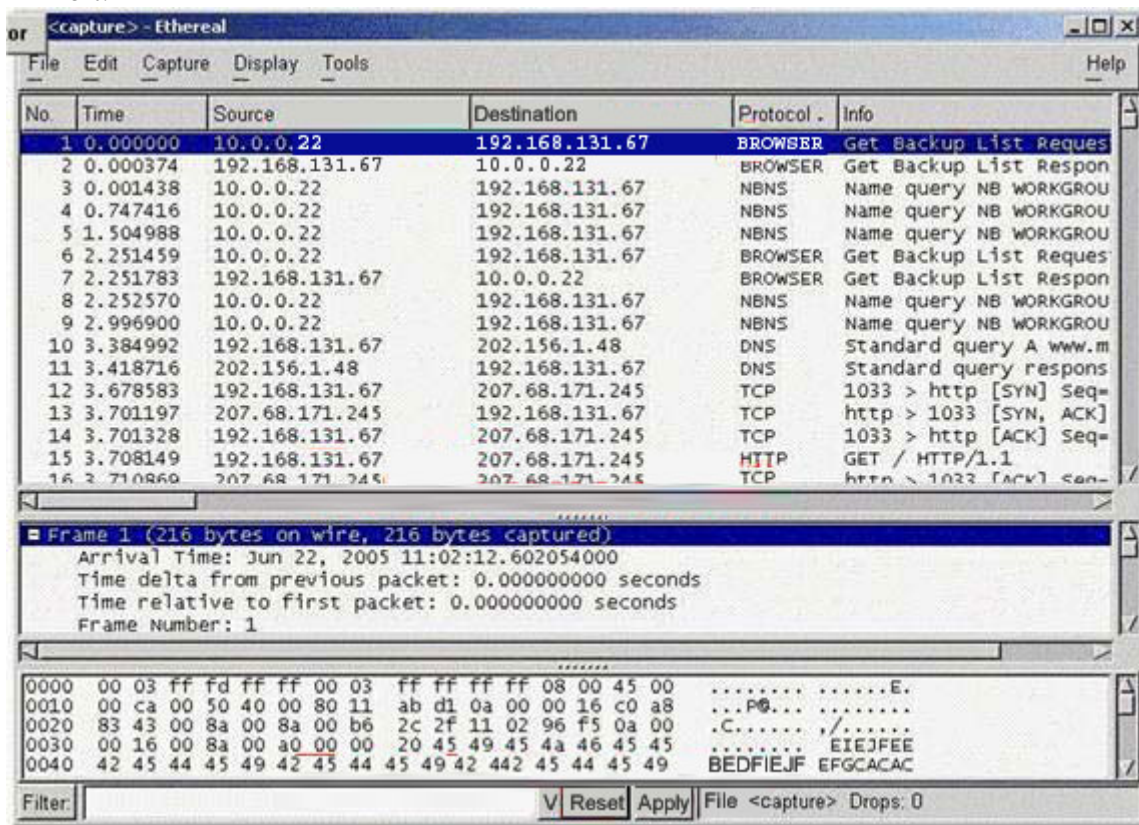 or <capture> - Ethereal
File Edit Capture Display Tools Help
No. Time Source Destination Protocol . Info
1 0.000000 10.0.0.22 192.168.131.67 BROWSER Get Backup List Reques
2 0.000374 192.168.131.67 10.0.0.22 BROWSER Get Backup List Respon
3 0.001438 10.0.0.22 192.168.131.67 NBNS Name query NB WORKGROU
4 0.747416 10.0.0.22 192.168.131.67 NBNS Name query NB WORKGROU
5 1.504988 10.0.0.22 192.168.131.67 NBNS Name query NB WORKGROU
6 2.251459 10.0.0.22 192.168.131.67 BROWSER Get Backup List Reques
7 2.251783 192.168.131.67 10.0.0.22 BROWSER Get Backup List Respon
8 2.252570 10.0.0.22 192.168.131.67 NBNS Name query NB WORKGROU
9 2.996900 10.0.0.22 192.168.131.67 NBNS Name query NB WORKGROU
10 3.384992 192.168.131.67 202.156.1.48 DNS Standard query A www.m
11 3.418716 202.156.1.48 192.168.131.67 DNS Standard query respons
12 3.678583 192.168.131.67 207.68.171.245 TCP 1033 > http [SYN] Seq=
13 3.701197 207.68.171.245 192.168.131.67 TCP http > 1033 [SYN, ACK]
14 3.701328 192.168.131.67 207.68.171.245 TCP 1033 > http [ACK] Seq=
15 3.708149 192.168.131.67 207.68.171.245 HTTP GET / HTTP/1.1
16 3.710869 207.68.171.245 207.68.171.245 TCP http > 1033 [ACK] Seq=
Frame 1 (216 bytes on wire, 216 bytes captured)
Arrival Time: Jun 22, 2005 11:02:12.602054000
Time delta from previous packet: 0.000000000 seconds
Time relative to first packet: 0.000000000 seconds
Frame Number: 1
0000 00 03 ff fd ff ff 00 03 ff ff ff ff 08 00 45 00 ........ ......E.
0010 00 ca 00 50 40 00 80 11 ab d1 0a 00 00 16 c0 a8 ...P@... ........
0020 83 43 00 8a 00 8a 00 b6 2c 2f 11 02 96 f5 0a 00 .C...... ,/......
0030 00 16 00 8a 00 a0 00 00 20 45 49 45 4a 46 45 45 ........ EIEJFEE
0040 42 45 44 45 49 42 45 44 45 49 42 442 45 44 45 49 BEDFIEJF EFGCACAC
Filter: V Reset Apply File <capture> Drops: 0